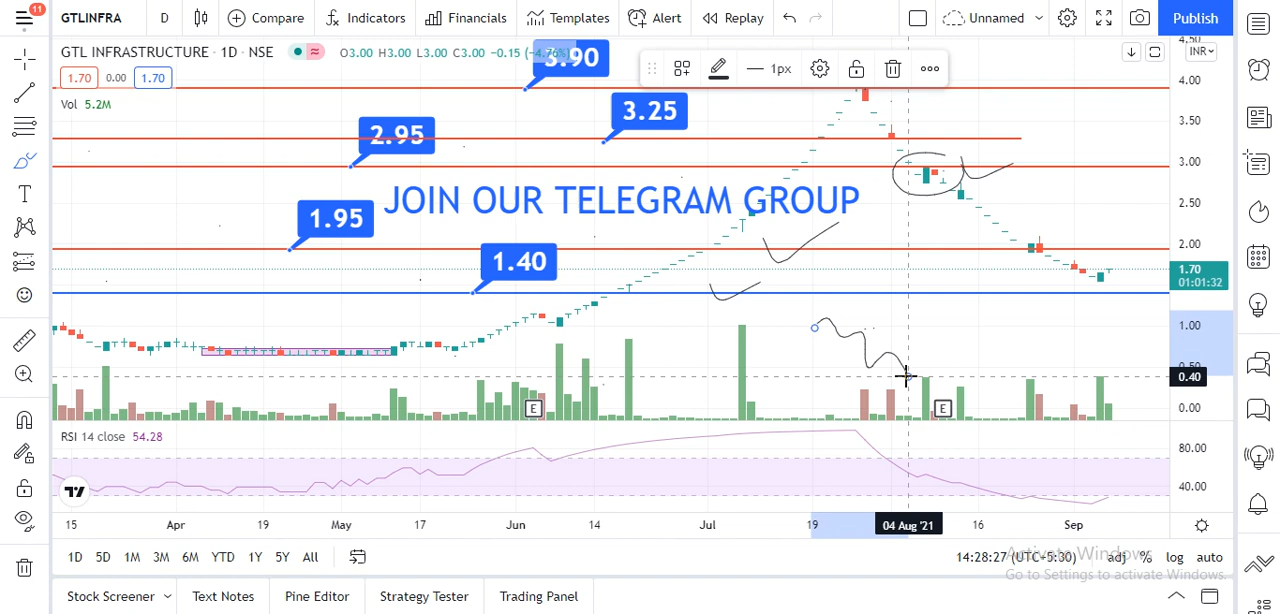 11
GTLINFRA D Compare Indicators Financials Templates Alert Replay Unnamed Publish
GTL INFRASTRUCTURE · 1D · NSE O3.00 H3.00 L3.00 C3.00 −0.15 (−4.76%)
1.70 0.00 1.70
Vol 5.2M
1px
INR
4.50
4.00
3.50
3.00
2.00
1.70
01:01:32
1.00
0.50
0.40
0.00
3.90
3.25
2.95
JOIN OUR TELEGRAM GROUP
1.95
1.40
E E
RSI 14 close 54.28
80.00
40.00
15 Apr 19 May 17 Jun 14 Jul 19 04 Aug '21 16 Sep
1D 5D 1M 3M 6M YTD 1Y 5Y All 14:28:27 (UTC+5:30) adj % log auto
Activate Windows
Go to Settings to activate Windows.
Stock Screener Text Notes Pine Editor Strategy Tester Trading Panel